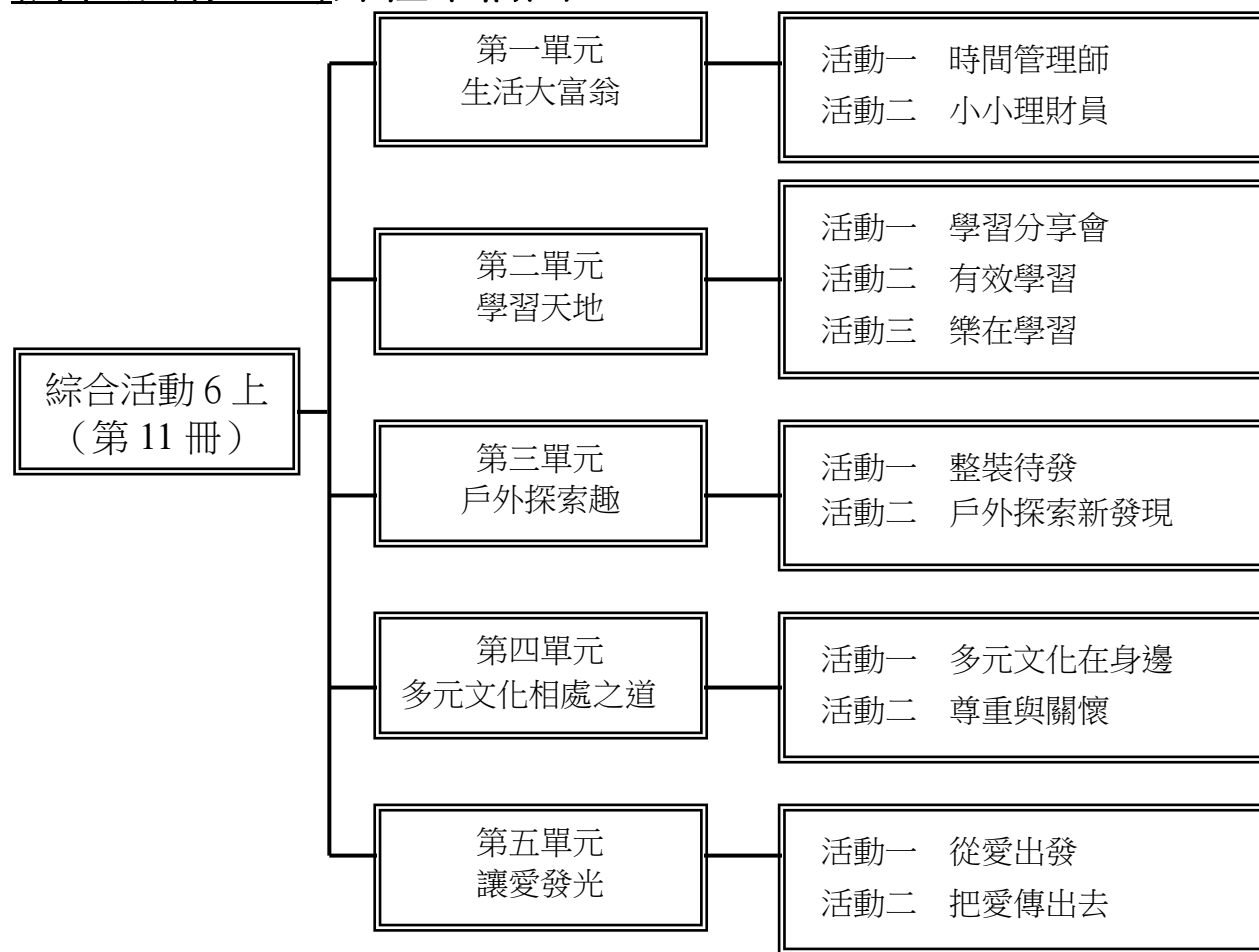 綜合活動 6 上
（第 11 冊）
第一單元
生活大富翁
活動一　時間管理師
活動二　小小理財員
第二單元
學習天地
活動一　學習分享會
活動二　有效學習
活動三　樂在學習
第三單元
戶外探索趣
活動一　整裝待發
活動二　戶外探索新發現
第四單元
多元文化相處之道
活動一　多元文化在身邊
活動二　尊重與關懷
第五單元
讓愛發光
活動一　從愛出發
活動二　把愛傳出去